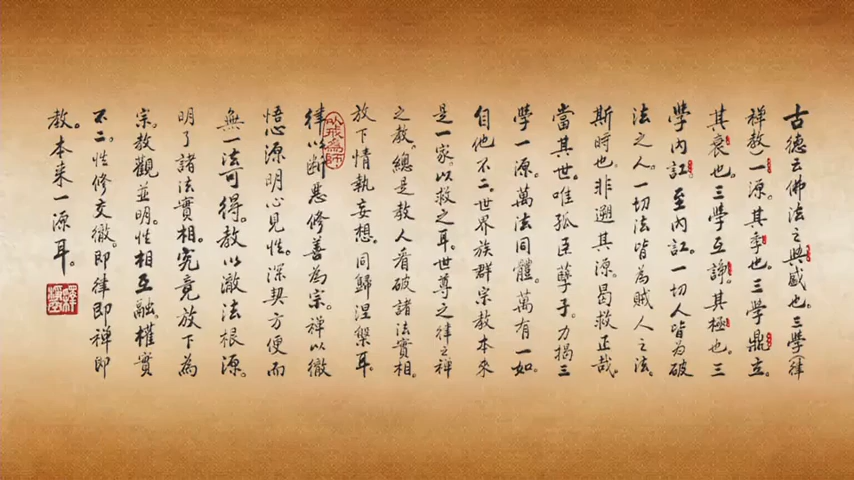 古德云佛法之興盛也。三學律
禪教一源。其季也。三學鼎立。
其衰也。三學互諍。其極也。三
學內訌。至內訌。一切人皆為破
法之人。一切法皆為賊人之法。
斯時也。非遡其源。曷救正哉。
當其世。唯孤臣孽子。力揭三
學一源。萬法同體。萬有一如。
自他不二。世界族群宗教本來
是一家。以救之耳。世尊之律之禪
之教。總是教人看破諸法實相。
放下情執妄想。同歸涅槃耳。
律以斷惡修善為宗。禪以徹
悟心源明心見性。深契方便而
無一法可得。教以澈法根源。
明了諸法實相。究竟放下為
宗。教觀並明。性相互融。權實
不二。性修交徹。即律即禪即
教。本来一源耳。
以戒為師